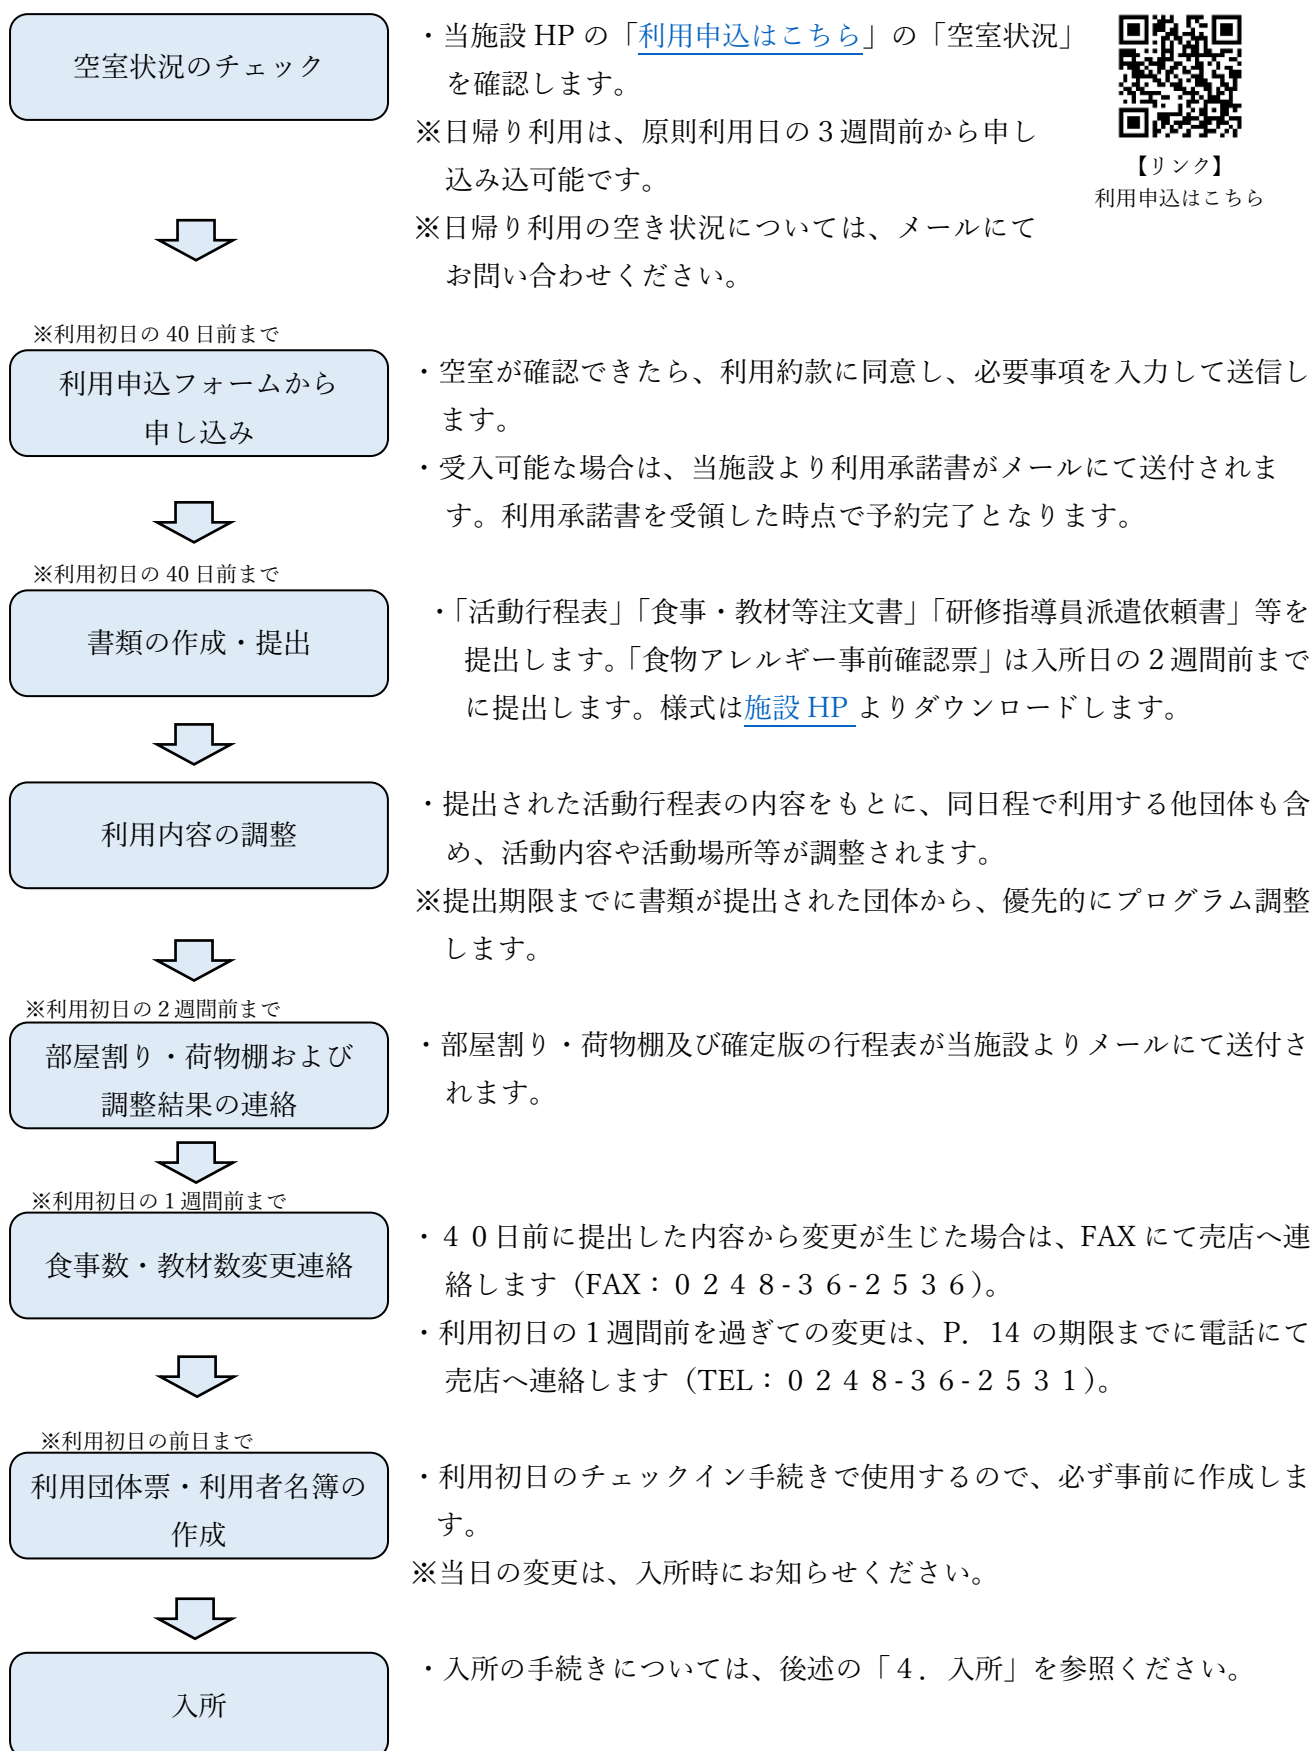 空室状況のチェック
・当施設 HP の「利用申込はこちら」の「空室状況」
を確認します。
※日帰り利用は、原則利用日の３週間前から申し
込み込可能です。
※日帰り利用の空き状況については、メールにて
お問い合わせください。
【リンク】
利用申込はこちら
※利用初日の 40 日前まで
利用申込フォームから
申し込み
・空室が確認できたら、利用約款に同意し、必要事項を入力して送信し
ます。
・受入可能な場合は、当施設より利用承諾書がメールにて送付されま
す。利用承諾書を受領した時点で予約完了となります。
※利用初日の 40 日前まで
書類の作成・提出
・「活動行程表」「食事・教材等注文書」「研修指導員派遣依頼書」等を
提出します。「食物アレルギー事前確認票」は入所日の２週間前まで
に提出します。様式は施設 HP よりダウンロードします。
利用内容の調整
・提出された活動行程表の内容をもとに、同日程で利用する他団体も含
め、活動内容や活動場所等が調整されます。
※提出期限までに書類が提出された団体から、優先的にプログラム調整
します。
※利用初日の２週間前まで
部屋割り・荷物棚および
調整結果の連絡
・部屋割り・荷物棚及び確定版の行程表が当施設よりメールにて送付さ
れます。
※利用初日の１週間前まで
食事数・教材数変更連絡
・４０日前に提出した内容から変更が生じた場合は、FAX にて売店へ連
絡します（FAX：０２４８-３６-２５３６）。
・利用初日の１週間前を過ぎての変更は、P．14 の期限までに電話にて
売店へ連絡します（TEL：０２４８-３６-２５３１）。
※利用初日の前日まで
利用団体票・利用者名簿の
作成
・利用初日のチェックイン手続きで使用するので、必ず事前に作成しま
す。
※当日の変更は、入所時にお知らせください。
入所
・入所の手続きについては、後述の「４．入所」を参照ください。